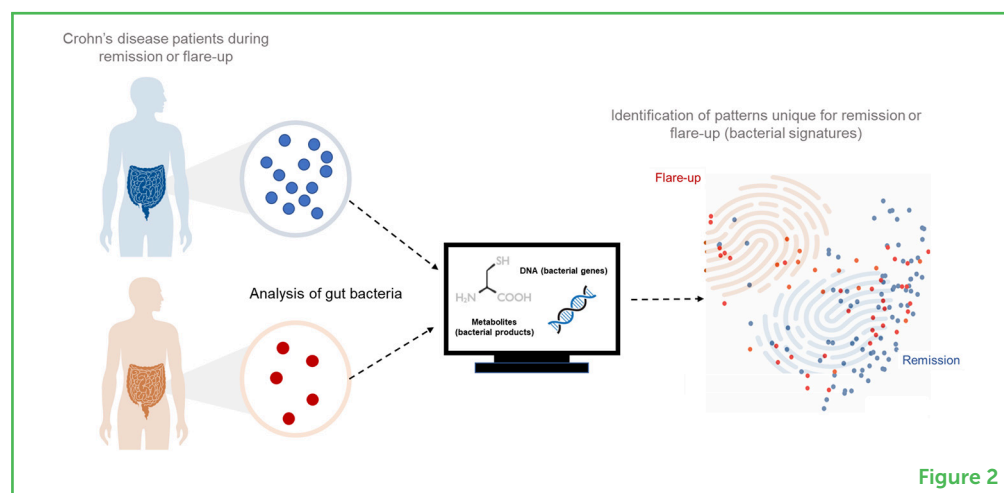 Crohn's disease patients during
remission or flare-up
Analysis of gut bacteria
SH
H₂N
COOH
DNA (bacterial genes)
Metabolites
(bacterial products)
Identification of patterns unique for remission or
flare-up (bacterial signatures)
Flare-up
Remission
Figure 2